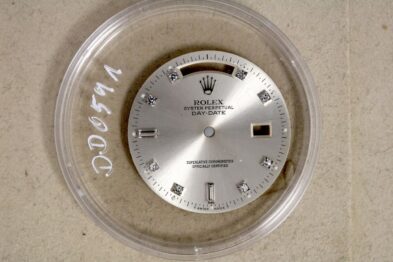 DD0591
ROLEX
OYSTER PERPETUAL
DAY-DATE
SUPERLATIVE CHRONOMETER
OFFICIALLY CERTIFIED